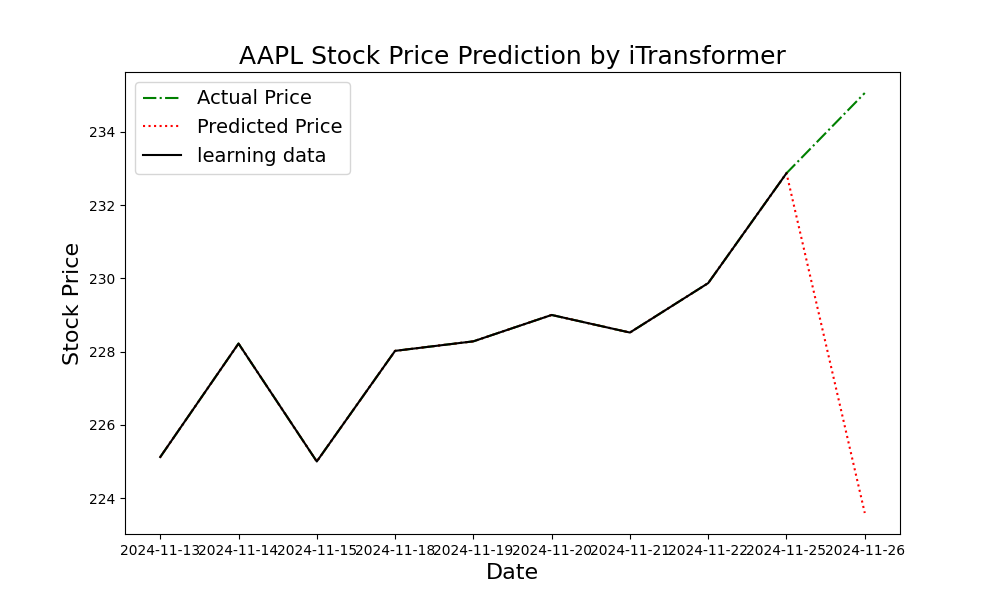 AAPL Stock Price Prediction by iTransformer
Actual Price
Predicted Price
learning data
Stock Price
234
232
230
228
226
224
2024-11-13 2024-11-14 2024-11-15 2024-11-18 2024-11-19 2024-11-20 2024-11-21 2024-11-22 2024-11-25 2024-11-26
Date